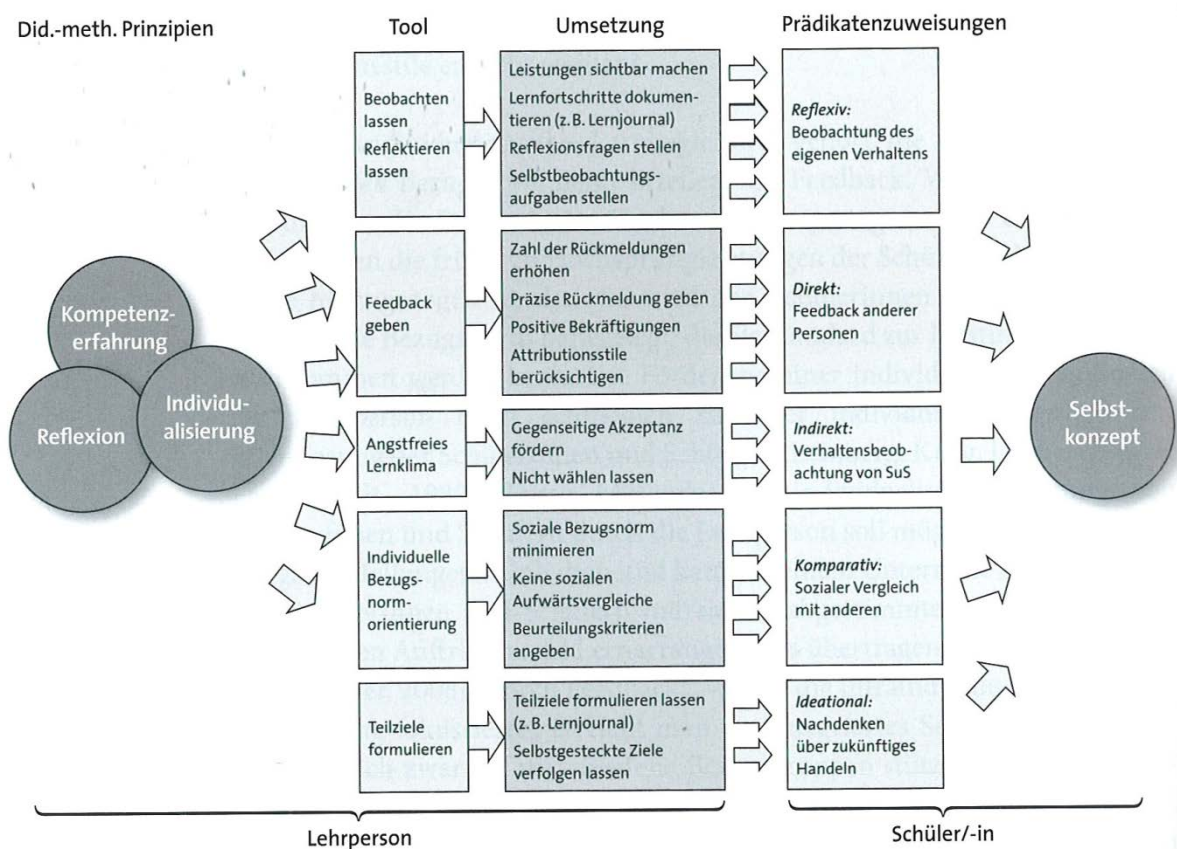 Did.-meth. Prinzipien
Tool
Umsetzung
Prädikatenzuweisungen
Kompetenz-
erfahrung
Reflexion
Individu-
alisierung
Beobachten
lassen
Reflektieren
lassen
Leistungen sichtbar machen
Lernfortschritte dokumen-
tieren (z. B. Lernjournal)
Reflexionsfragen stellen
Selbstbeobachtungs-
aufgaben stellen
Reflexiv:
Beobachtung des
eigenen Verhaltens
Feedback
geben
Zahl der Rückmeldungen
erhöhen
Präzise Rückmeldung geben
Positive Bekräftigungen
Attributionsstile
berücksichtigen
Direkt:
Feedback anderer
Personen
Angstfreies
Lernklima
Gegenseitige Akzeptanz
fördern
Nicht wählen lassen
Indirekt:
Verhaltensbeob-
achtung von SuS
Individuelle
Bezugs-
norm-
orientierung
Soziale Bezugsnorm
minimieren
Keine sozialen
Aufwärtsvergleiche
Beurteilungskriterien
angeben
Komparativ:
Sozialer Vergleich
mit anderen
Teilziele
formulieren
Teilziele formulieren lassen
(z. B. Lernjournal)
Selbstgesteckte Ziele
verfolgen lassen
Ideational:
Nachdenken
über zukünftiges
Handeln
Selbst-
konzept
Lehrperson
Schüler/-in